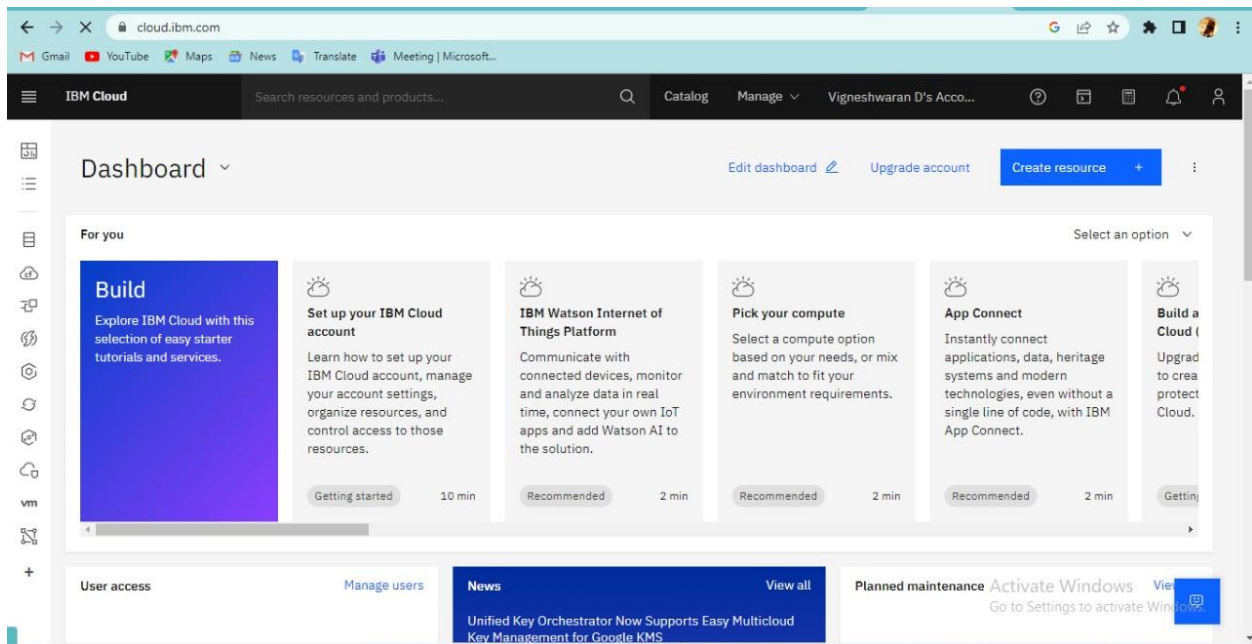 cloud.ibm.com
Gmail YouTube Maps News Translate Meeting | Microsoft...
IBM Cloud Search resources and products... Catalog Manage Vigneshwaran D's Acco...
Dashboard Edit dashboard Upgrade account Create resource +
For you Select an option
Build
Explore IBM Cloud with this
selection of easy starter
tutorials and services.
Set up your IBM Cloud
account
Learn how to set up your
IBM Cloud account, manage
your account settings,
organize resources, and
control access to those
resources.
Getting started 10 min
IBM Watson Internet of
Things Platform
Communicate with
connected devices, monitor
and analyze data in real
time, connect your own IoT
apps and add Watson AI to
the solution.
Recommended 2 min
Pick your compute
Select a compute option
based on your needs, or mix
and match to fit your
environment requirements.
Recommended 2 min
App Connect
Instantly connect
applications, data, heritage
systems and modern
technologies, even without a
single line of code, with IBM
App Connect.
Recommended 2 min
Build a
Cloud (
Upgrad
to crea
protect
Cloud.
Getting
vm
User access Manage users
News View all
Unified Key Orchestrator Now Supports Easy Multicloud
Key Management for Google KMS
Planned maintenance
Activate Windows
Go to Settings to activate Windows.